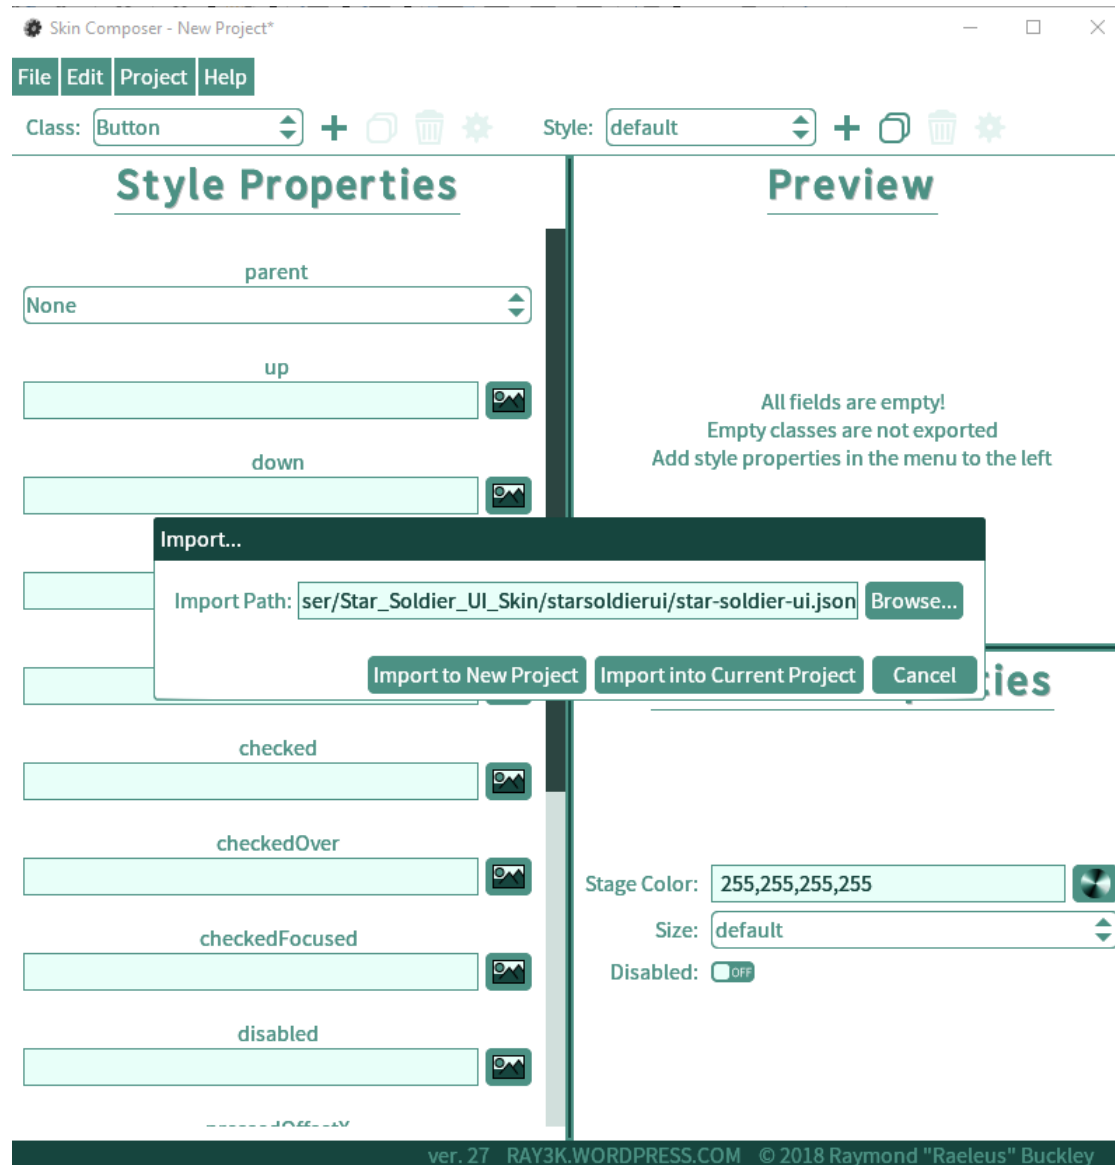 Skin Composer - New Project*
File Edit Project Help
Class: Button Style: default
Style Properties
Preview
parent
None
up
All fields are empty!
Empty classes are not exported
Add style properties in the menu to the left
down
Import...
Import Path: ser/Star_Soldier_UI_Skin/starsoldierui/star-soldier-ui.json Browse...
Import to New Project Import into Current Project Cancel
ies
checked
checkedOver
Stage Color: 255,255,255,255
Size: default
checkedFocused
Disabled: OFF
disabled
pressedOffsetX
ver. 27 RAY3K.WORDPRESS.COM © 2018 Raymond "Raeleus" Buckley